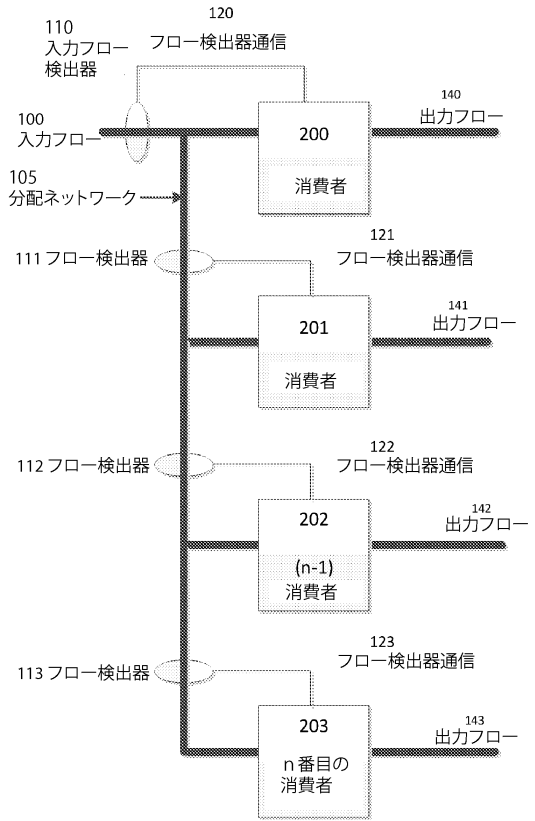 110
入力フロー
検出器
120
フロー検出器通信
100
入力フロー
200
消費者
140
出力フロー
105
分配ネットワーク
111 フロー検出器
121
フロー検出器通信
201
消費者
141
出力フロー
112 フロー検出器
122
フロー検出器通信
202
(n-1)
消費者
142
出力フロー
113 フロー検出器
123
フロー検出器通信
203
n番目の
消費者
143
出力フロー